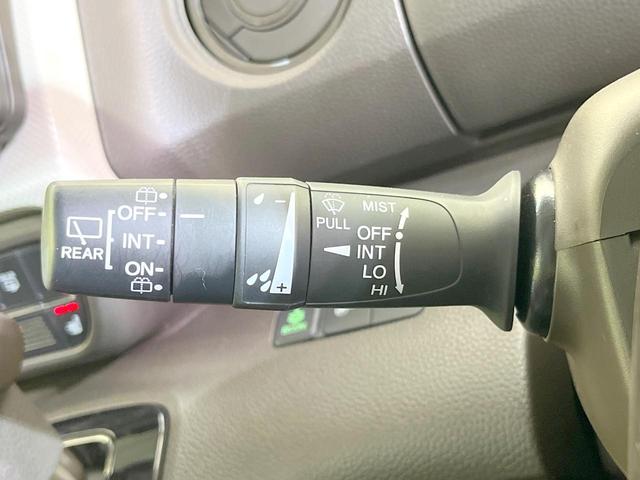 REAR
OFF
INT
ON
−
+
PULL
MIST
OFF
INT
LO
HI